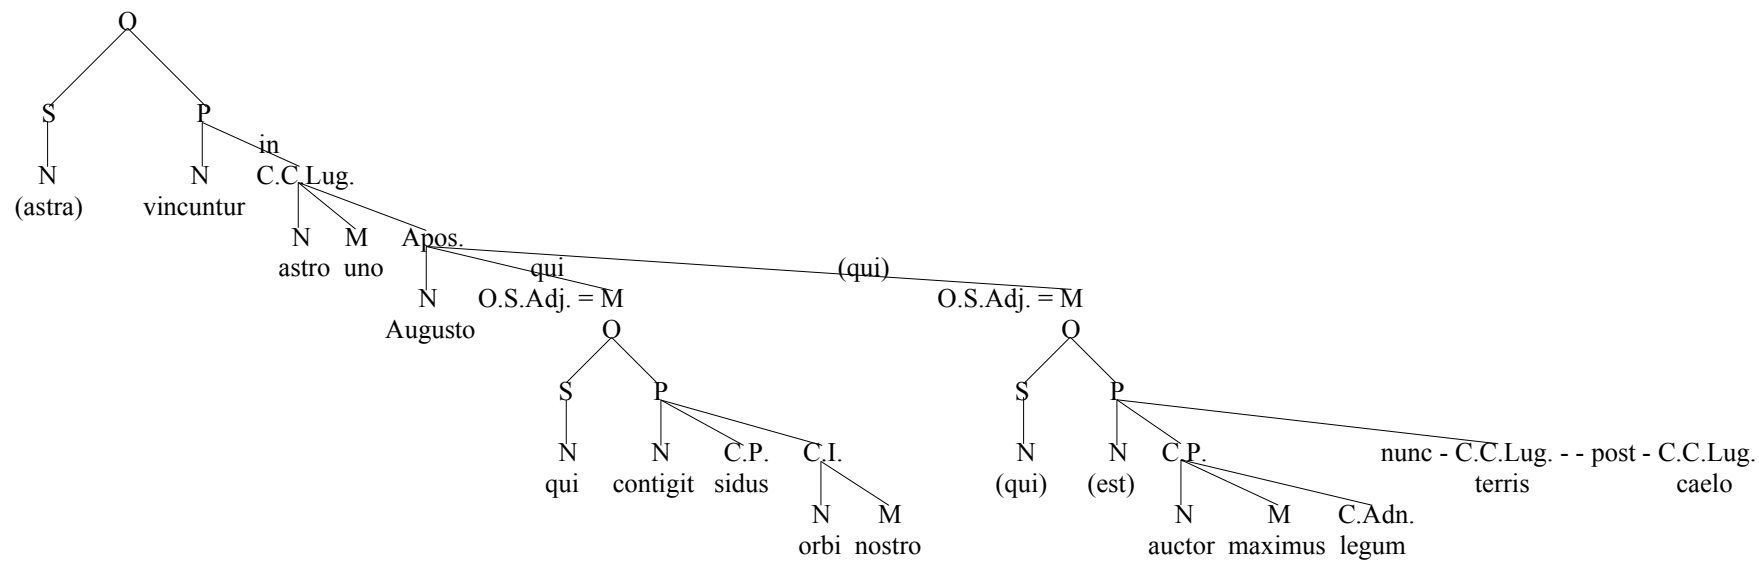 O
S P
in
N N C.C.Lug.
(astra) vincuntur
N M Apos.
astro uno
qui (qui)
N O.S.Adj. = M O.S.Adj. = M
Augusto
O O
S P S P
N N C.P. C.I. N N C.P. nunc - C.C.Lug. - - post - C.C.Lug.
qui contigit sidus (qui) (est) terris caelo
N M N M C.Adn.
orbi nostro auctor maximus legum